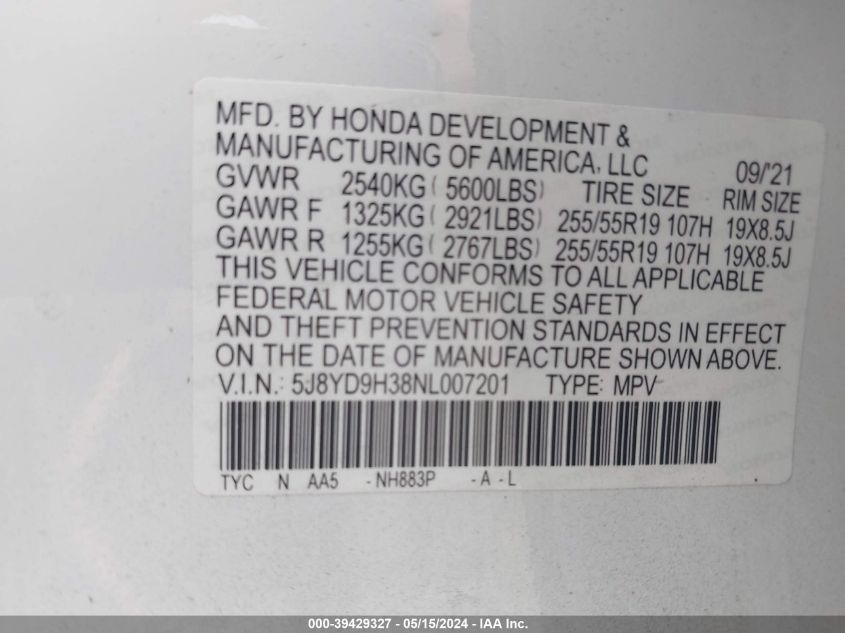 MFD. BY HONDA DEVELOPMENT &
MANUFACTURING OF AMERICA, LLC 09/'21
GVWR 2540KG ( 5600LBS) TIRE SIZE RIM SIZE
GAWR F 1325KG ( 2921LBS) 255/55R19 107H 19X8.5J
GAWR R 1255KG ( 2767LBS) 255/55R19 107H 19X8.5J
THIS VEHICLE CONFORMS TO ALL APPLICABLE
FEDERAL MOTOR VEHICLE SAFETY
AND THEFT PREVENTION STANDARDS IN EFFECT
ON THE DATE OF MANUFACTURE SHOWN ABOVE.
V.I.N.: 5J8YD9H38NL007201 TYPE: MPV
TYC N AA5 -NH883P -A -L
000-39429327 - 05/15/2024 - IAA Inc.